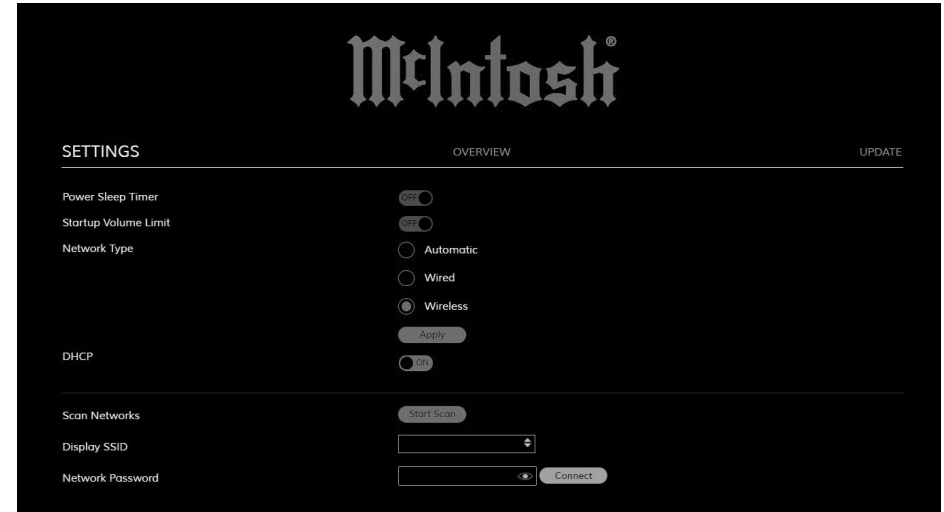 McIntosh®
SETTINGS OVERVIEW UPDATE
Power Sleep Timer OFF
Startup Volume Limit OFF
Network Type Automatic
Wired
Wireless
Apply
DHCP ON
Scan Networks Start Scan
Display SSID
Network Password Connect